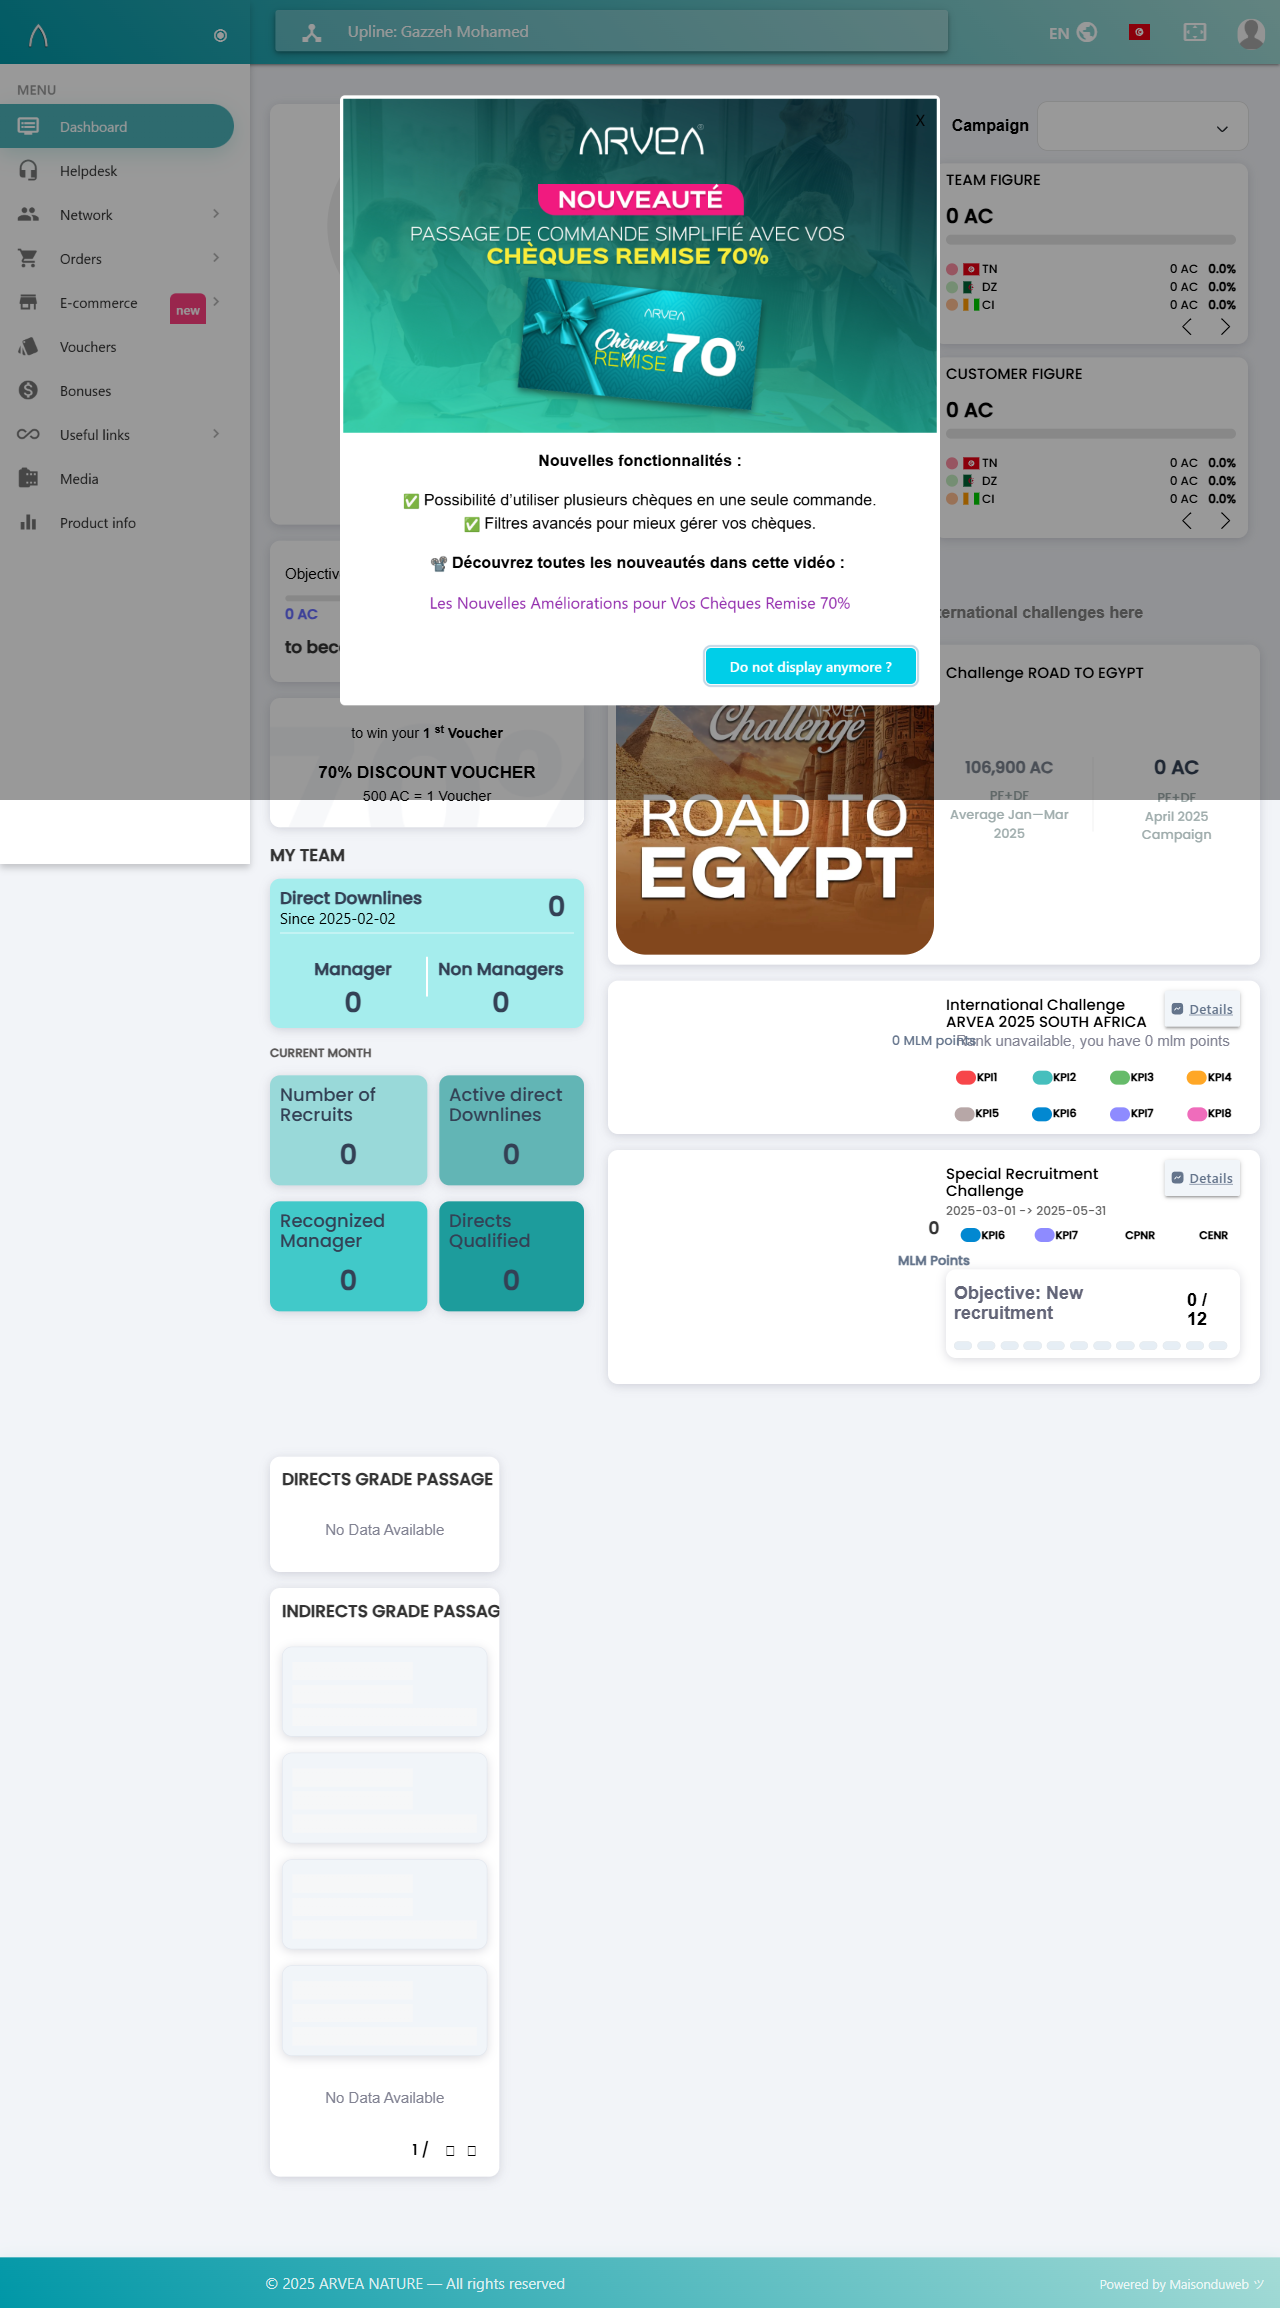 Upline: Gazzeh Mohamed
EN
MENU
Dashboard
Helpdesk
Network
Orders
E-commerce
new
Vouchers
Bonuses
Useful links
Media
Product info
X
ARVEA
NOUVEAUTÉ
PASSAGE DE COMMANDE SIMPLIFIÉ AVEC VOS
CHÈQUES REMISE 70%
ARVEA
Chèques
REMISE 70%
Nouvelles fonctionnalités :
✅ Possibilité d'utiliser plusieurs chèques en une seule commande.
✅ Filtres avancés pour mieux gérer vos chèques.
📽 Découvrez toutes les nouveautés dans cette vidéo :
Les Nouvelles Améliorations pour Vos Chèques Remise 70%
Do not display anymore ?
Campaign
TEAM FIGURE
0 AC
TN 0 AC 0.0%
DZ 0 AC 0.0%
CI 0 AC 0.0%
CUSTOMER FIGURE
0 AC
TN 0 AC 0.0%
DZ 0 AC 0.0%
CI 0 AC 0.0%
0 AC
to win your 1 st Voucher
70% DISCOUNT VOUCHER
500 AC = 1 Voucher
MY TEAM
Direct Downlines
Since 2025-02-02
0
Manager
0
Non Managers
0
CURRENT MONTH
Number of
Recruits
0
Active direct
Downlines
0
Recognized
Manager
0
Directs
Qualified
0
challenges here
Challenge ROAD TO EGYPT
ARVEA
Challenge
ROAD TO
EGYPT
106,900 AC
PF+DF
Average Jan—Mar
2025
0 AC
PF+DF
April 2025
Campaign
International Challenge
ARVEA 2025 SOUTH AFRICA
Details
0 MLM points
Rank unavailable, you have 0 mlm points
KPI1 KPI2 KPI3 KPI4
KPI5 KPI6 KPI7 KPI8
Special Recruitment
Challenge
Details
2025-03-01 -> 2025-05-31
0
MLM Points
KPI6 KPI7 CPNR CENR
Objective: New
recruitment
0 /
12
DIRECTS GRADE PASSAGE
No Data Available
INDIRECTS GRADE PASSAG
No Data Available
1 /
© 2025 ARVEA NATURE — All rights reserved
Powered by Maisonduweb ツ